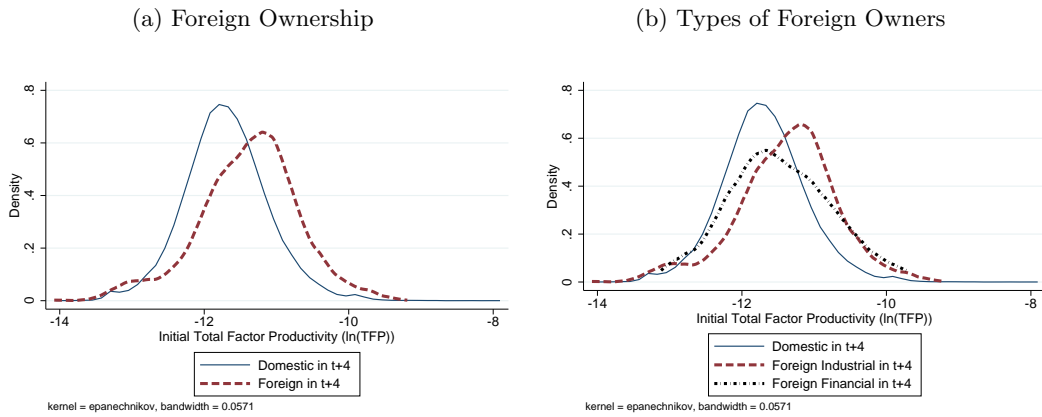 (a) Foreign Ownership
.8
.6
.4
.2
0
Density
-14
-12
-10
-8
Initial Total Factor Productivity (ln(TFP))
Domestic in t+4
Foreign in t+4
kernel = epanechnikov, bandwidth = 0.0571
(b) Types of Foreign Owners
.8
.6
.4
.2
0
Density
-14
-12
-10
-8
Initial Total Factor Productivity (ln(TFP))
Domestic in t+4
Foreign Industrial in t+4
Foreign Financial in t+4
kernel = epanechnikov, bandwidth = 0.0571